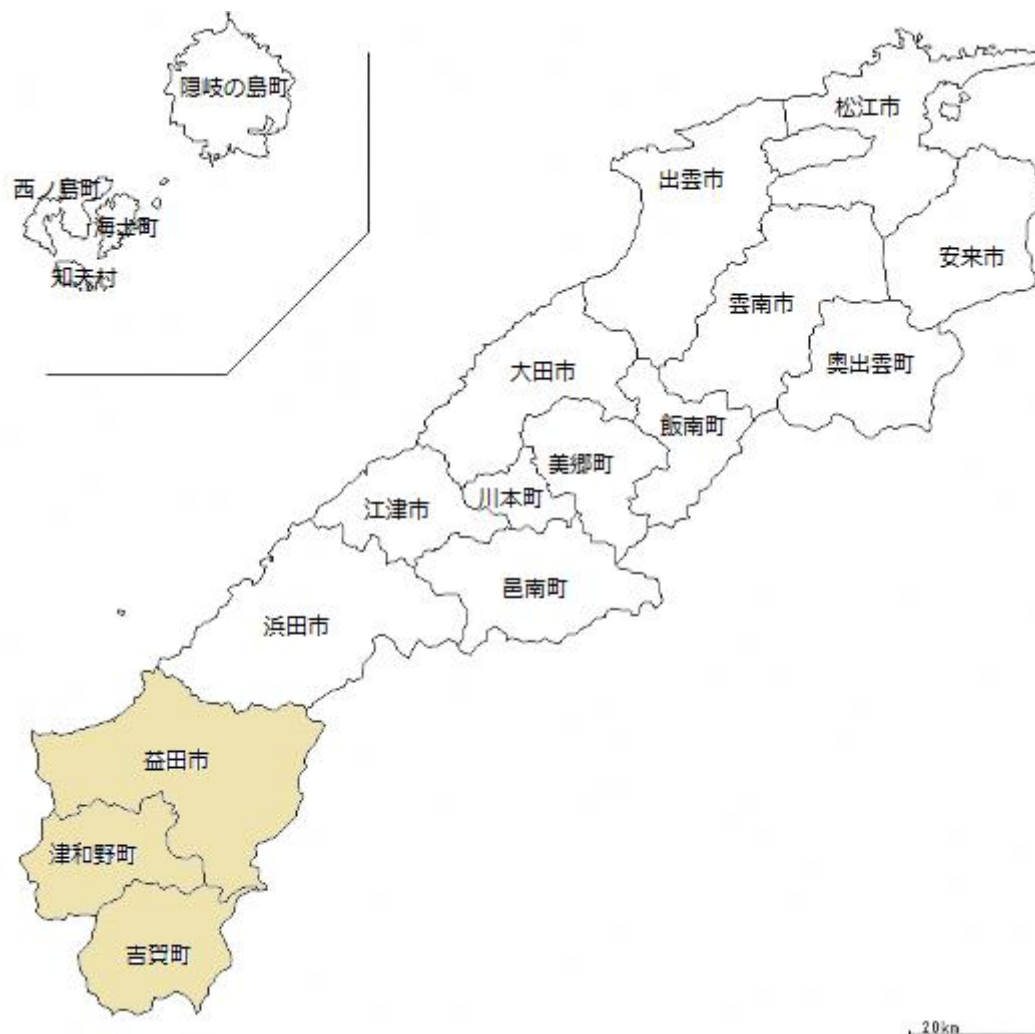 隠岐の島町
西ノ島町
海士町
知夫村
松江市
出雲市
安来市
雲南市
奥出雲町
大田市
飯南町
美郷町
川本町
江津市
邑南町
浜田市
益田市
津和野町
吉賀町
20km